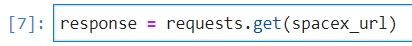 [7]: response = requests.get(spacex_url)